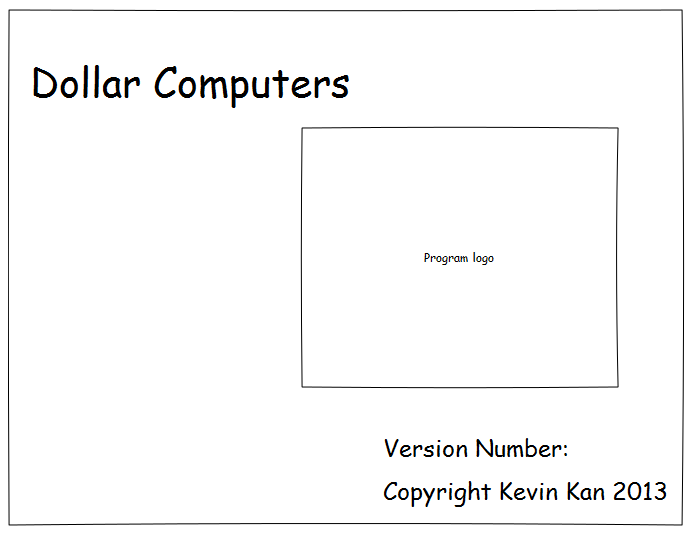 Dollar Computers
Program logo
Version Number:
Copyright Kevin Kan 2013